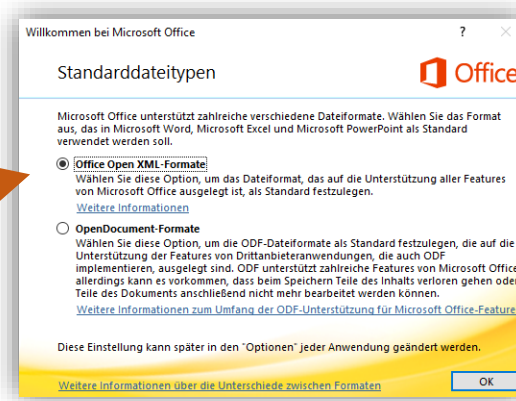 Willkommen bei Microsoft Office
?
Standarddateitypen
Office
Microsoft Office unterstützt zahlreiche verschiedene Dateiformate. Wählen Sie das Format
aus, das in Microsoft Word, Microsoft Excel und Microsoft PowerPoint als Standard
verwendet werden soll.
Office Open XML-Formate
Wählen Sie diese Option, um das Dateiformat, das auf die Unterstützung aller Features
von Microsoft Office ausgelegt ist, als Standard festzulegen.
Weitere Informationen
OpenDocument-Formate
Wählen Sie diese Option, um die ODF-Dateiformate als Standard festzulegen, die auf die
Unterstützung der Features von Drittanbieteranwendungen, die auch ODF
implementieren, ausgelegt sind. ODF unterstützt zahlreiche Features von Microsoft Office
allerdings kann es vorkommen, dass beim Speichern Teile des Inhalts verloren gehen oder
Teile des Dokuments anschließend nicht mehr bearbeitet werden können.
Weitere Informationen zum Umfang der ODF-Unterstützung für Microsoft Office-Feature
Diese Einstellung kann später in den "Optionen" jeder Anwendung geändert werden.
Weitere Informationen über die Unterschiede zwischen Formaten
OK